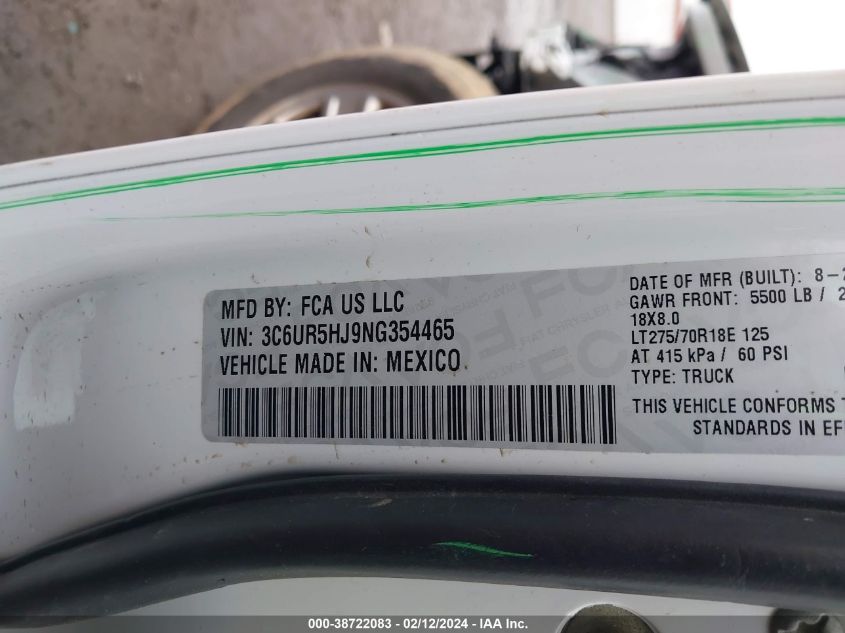 MFD BY: FCA US LLC
VIN: 3C6UR5HJ9NG354465
VEHICLE MADE IN: MEXICO
DATE OF MFR (BUILT): 8-
GAWR FRONT: 5500 LB / 2
18X8.0
LT275/70R18E 125
AT 415 kPa / 60 PSI
TYPE: TRUCK
THIS VEHICLE CONFORMS T
STANDARDS IN EF
000-38722083 - 02/12/2024 - IAA Inc.